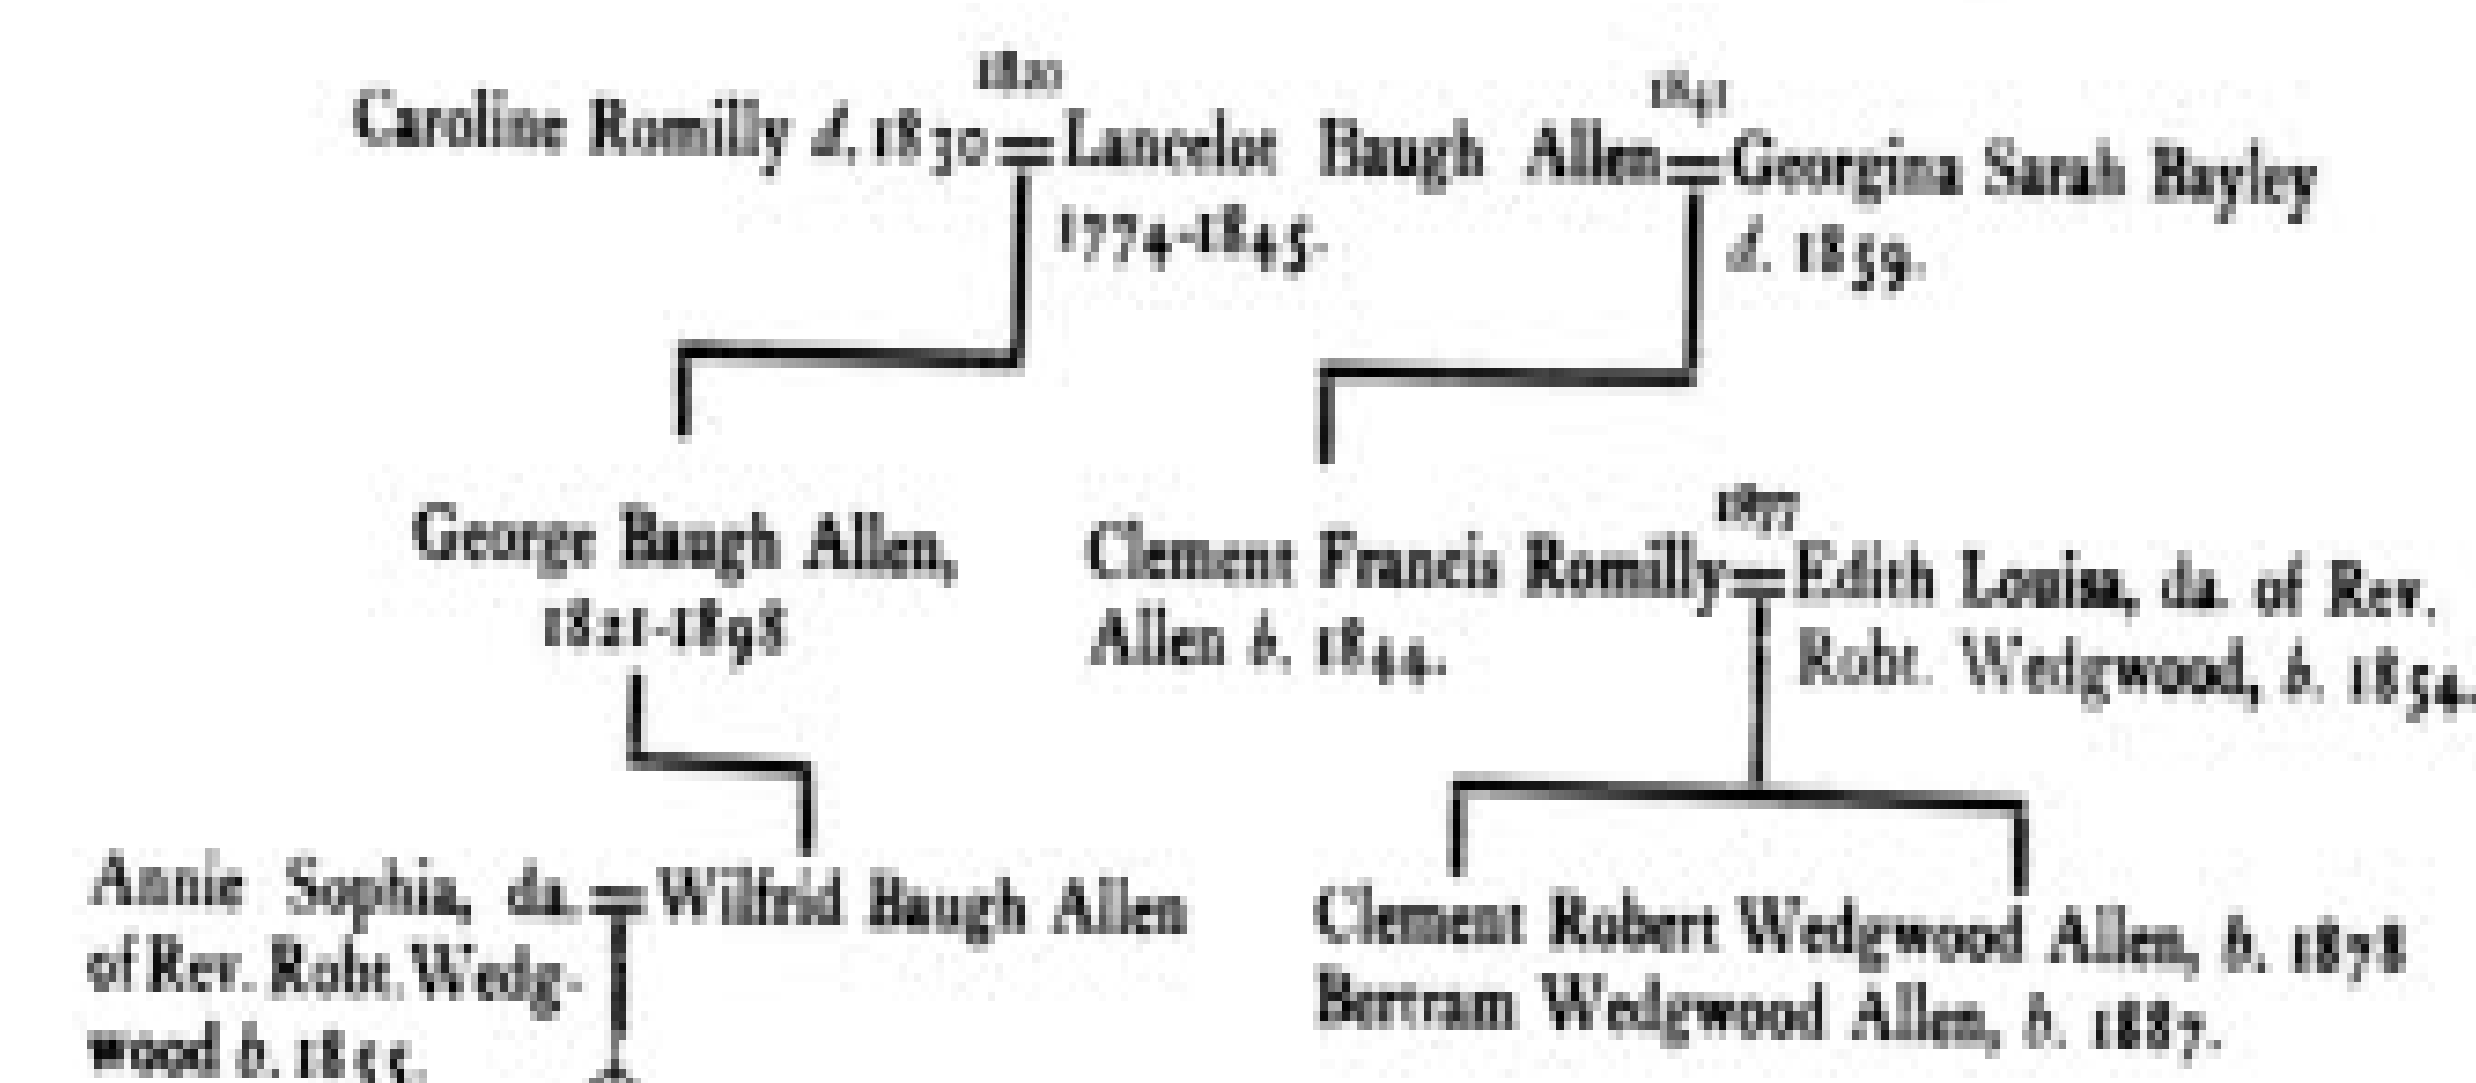 1820
1841
Caroline Romilly d. 1830 = Lancelot Baugh Allen = Georgina Sarah Bayley
1774-1845.
d. 1859.
1877
George Baugh Allen,
1821-1898
Clement Francis Romilly = Edith Louisa, da. of Rev.
Allen b. 1844.
Robt. Wedgwood, b. 1854.
Annie Sophia, da. = Wilfrid Baugh Allen
of Rev. Robt. Wedg-
wood b. 1855.
Clement Robert Wedgwood Allen, b. 1878
Bertram Wedgwood Allen, b. 1887.